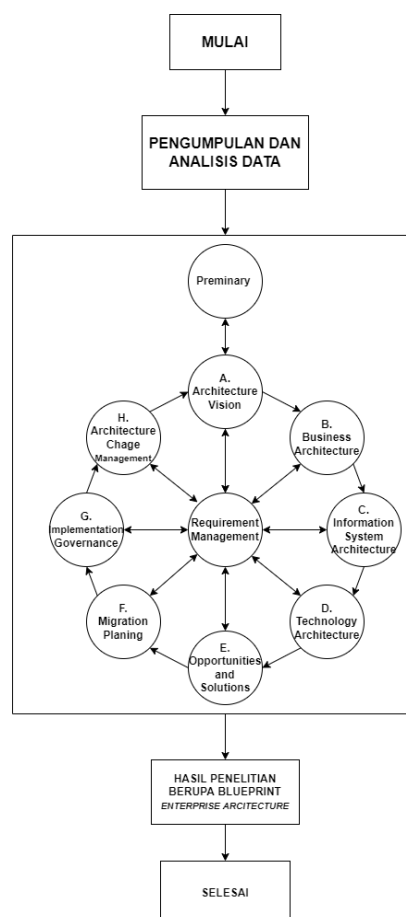 MULAI
PENGUMPULAN DAN
ANALISIS DATA
Preminary
A.
Architecture
Vision
H.
Architecture
Chage
Management
B.
Business
Architecture
G.
Implementation
Governance
Requirement
Management
C.
Information
System
Architecture
F.
Migration
Planing
D.
Technology
Architecture
E.
Opportunities
and
Solutions
HASIL PENELITIAN
BERUPA BLUEPRINT
ENTERPRISE ARCITECTURE
SELESAI